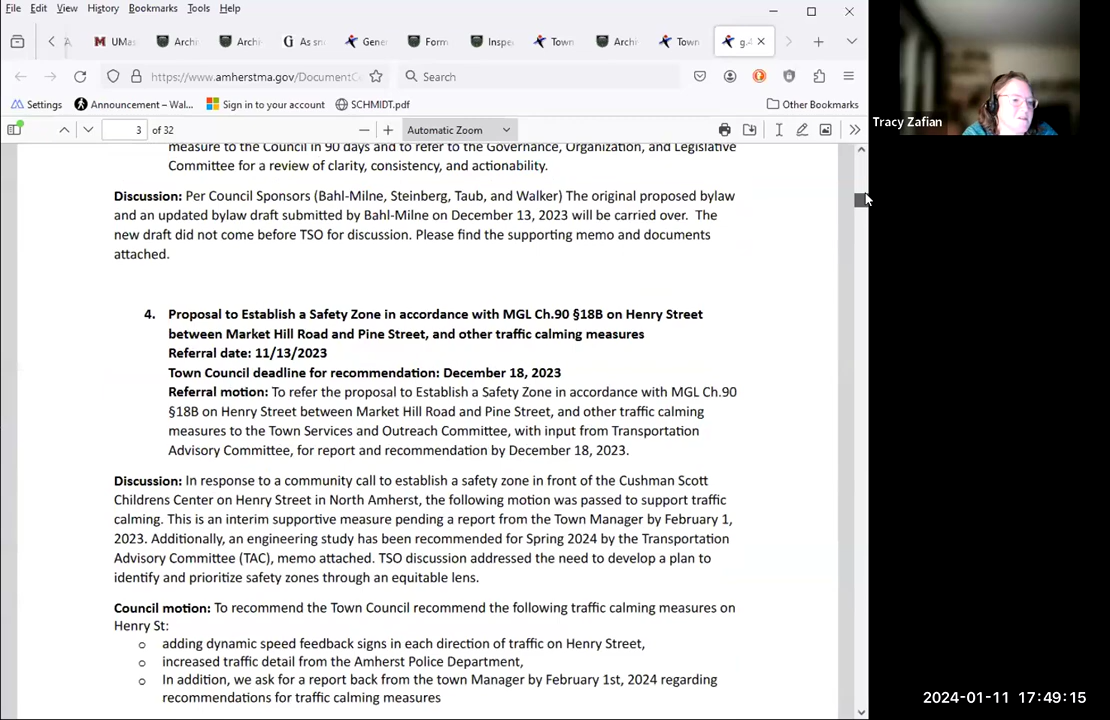 File Edit View History Bookmarks Tools Help
A UMas Archi Archi As sn Gene Form Inspe Town Archi Town g.4
https://www.amherstma.gov/DocumentC Search
Settings Announcement – Wal... Sign in to your account SCHMIDT.pdf Other Bookmarks
3 of 32 Automatic Zoom
measure to the Council in 90 days and to refer to the Governance, Organization, and Legislative
Committee for a review of clarity, consistency, and actionability.
Discussion: Per Council Sponsors (Bahl-Milne, Steinberg, Taub, and Walker) The original proposed bylaw
and an updated bylaw draft submitted by Bahl-Milne on December 13, 2023 will be carried over. The
new draft did not come before TSO for discussion. Please find the supporting memo and documents
attached.
4. Proposal to Establish a Safety Zone in accordance with MGL Ch.90 §18B on Henry Street
between Market Hill Road and Pine Street, and other traffic calming measures
Referral date: 11/13/2023
Town Council deadline for recommendation: December 18, 2023
Referral motion: To refer the proposal to Establish a Safety Zone in accordance with MGL Ch.90
§18B on Henry Street between Market Hill Road and Pine Street, and other traffic calming
measures to the Town Services and Outreach Committee, with input from Transportation
Advisory Committee, for report and recommendation by December 18, 2023.
Discussion: In response to a community call to establish a safety zone in front of the Cushman Scott
Childrens Center on Henry Street in North Amherst, the following motion was passed to support traffic
calming. This is an interim supportive measure pending a report from the Town Manager by February 1,
2023. Additionally, an engineering study has been recommended for Spring 2024 by the Transportation
Advisory Committee (TAC), memo attached. TSO discussion addressed the need to develop a plan to
identify and prioritize safety zones through an equitable lens.
Council motion: To recommend the Town Council recommend the following traffic calming measures on
Henry St:
o adding dynamic speed feedback signs in each direction of traffic on Henry Street,
o increased traffic detail from the Amherst Police Department,
o In addition, we ask for a report back from the town Manager by February 1st, 2024 regarding
recommendations for traffic calming measures
Tracy Zafian
2024-01-11 17:49:15